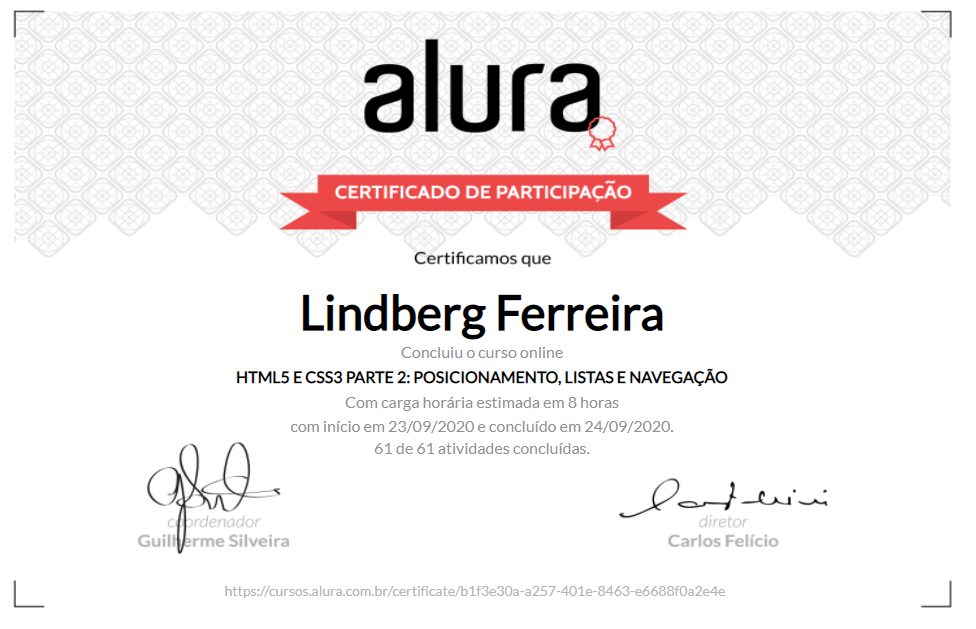 alura
CERTIFICADO DE PARTICIPAÇÃO
Certificamos que
Lindberg Ferreira
Concluiu o curso online
HTML5 E CSS3 PARTE 2: POSICIONAMENTO, LISTAS E NAVEGAÇÃO
Com carga horária estimada em 8 horas
com início em 23/09/2020 e concluído em 24/09/2020.
61 de 61 atividades concluídas.
coordenador
Guilherme Silveira
diretor
Carlos Felício
https://cursos.alura.com.br/certificate/b1f3e30a-a257-401e-8463-e6688f0a2e4e